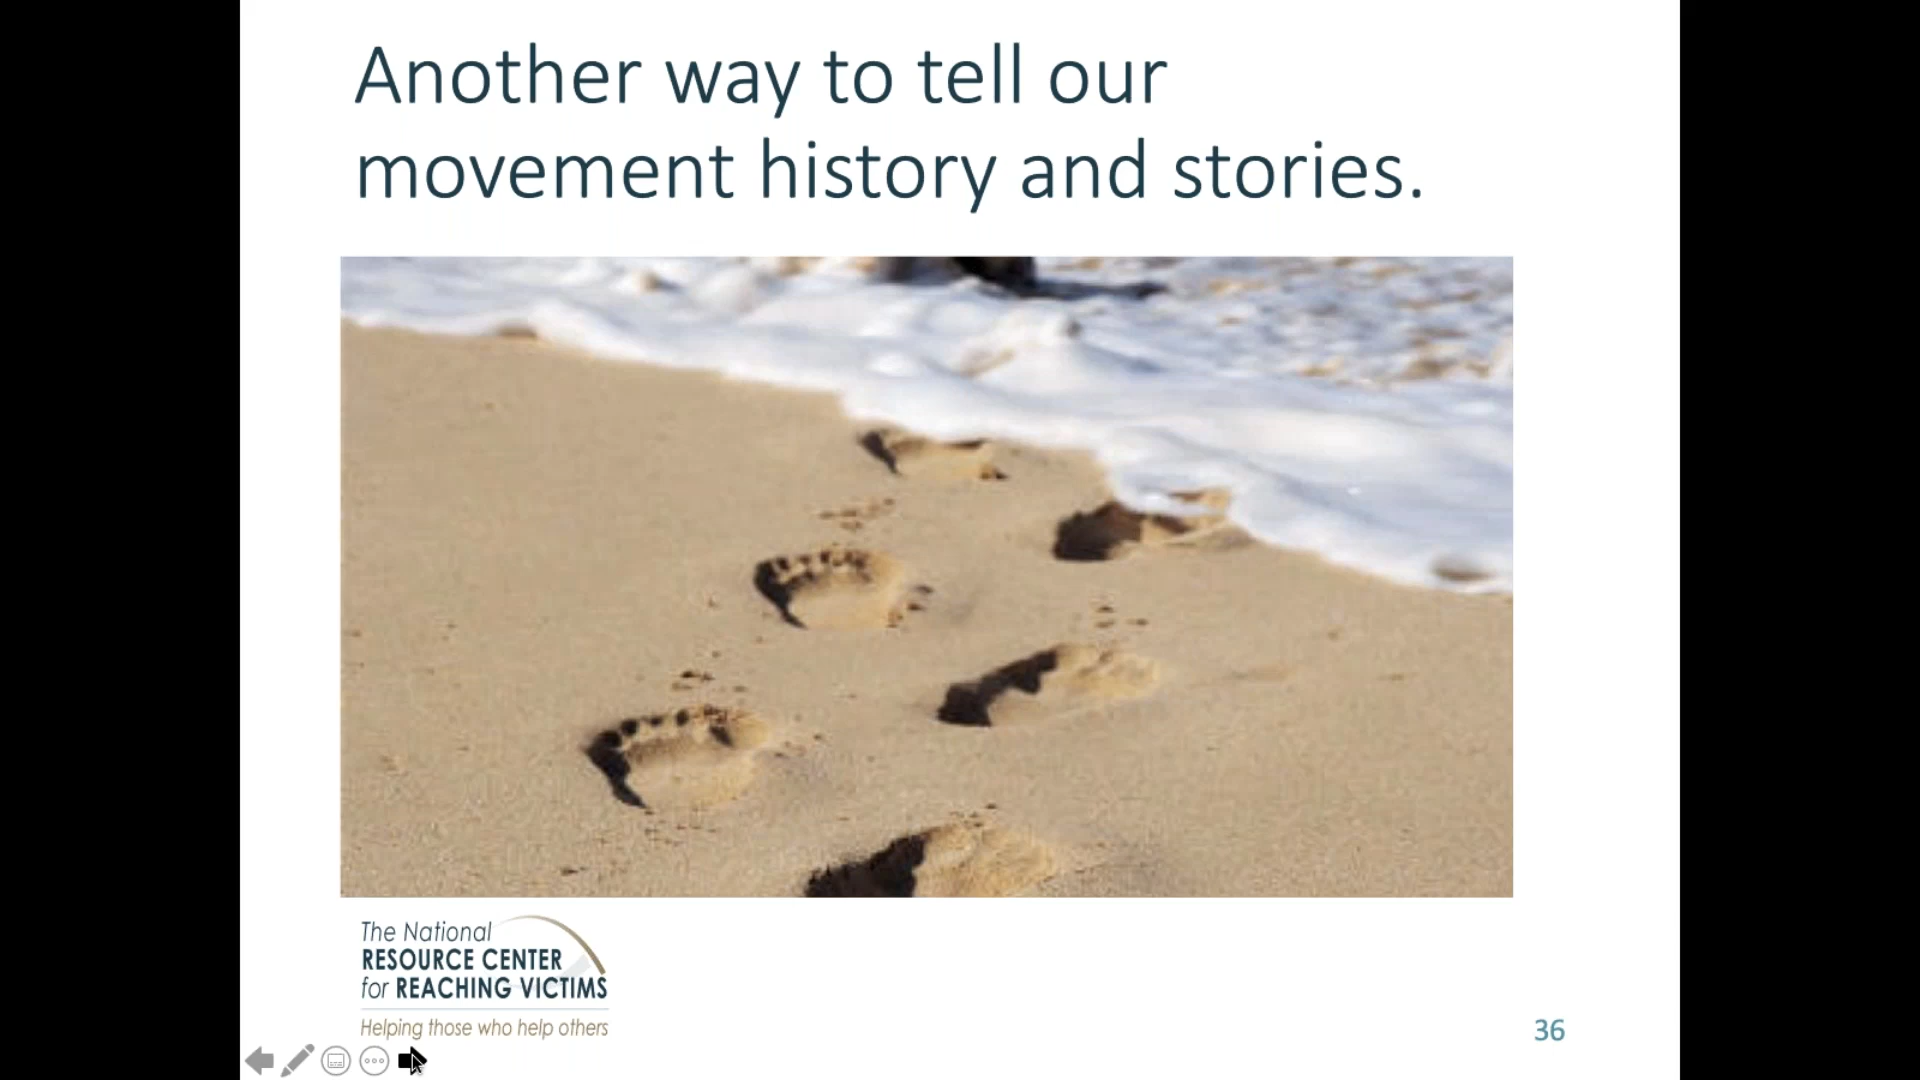 Another way to tell our
movement history and stories.
The National
RESOURCE CENTER
for REACHING VICTIMS
Helping those who help others
36